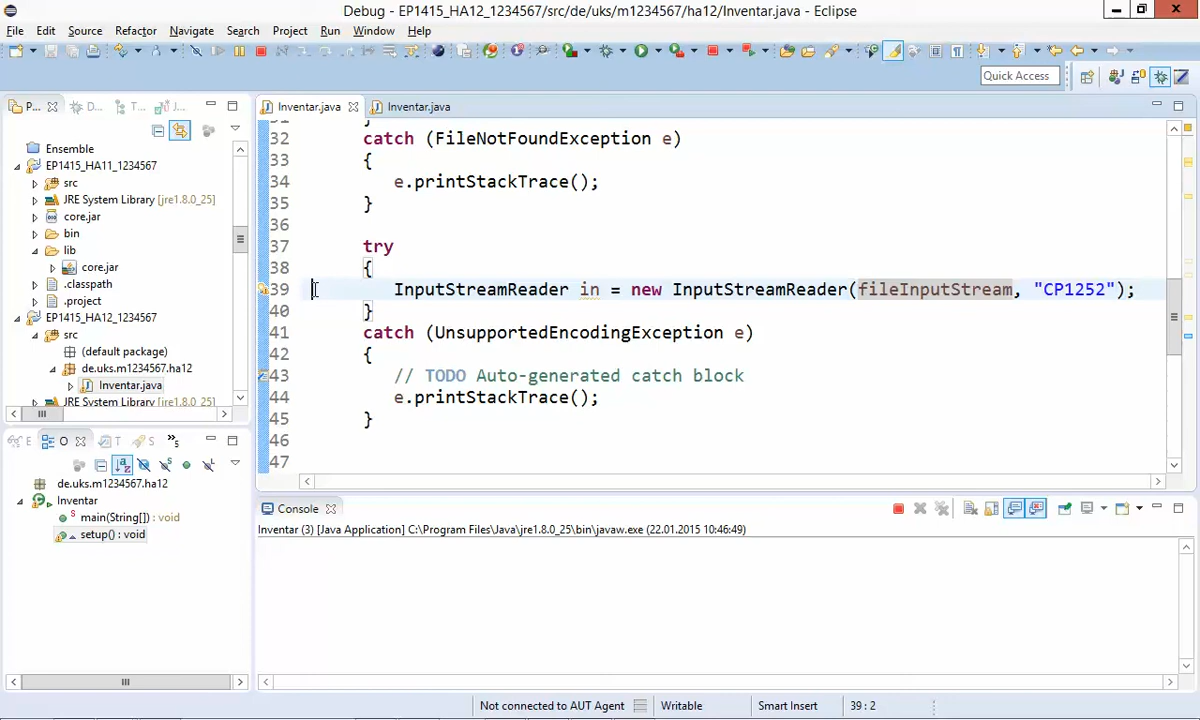 Debug - EP1415_HA12_1234567/src/de/uks/m1234567/ha12/Inventar.java - Eclipse
File Edit Source Refactor Navigate Search Project Run Window Help
Quick Access
P... D... T... J...
Ensemble
EP1415_HA11_1234567
src
JRE System Library [jre1.8.0_25]
core.jar
bin
lib
core.jar
.classpath
.project
EP1415_HA12_1234567
src
(default package)
de.uks.m1234567.ha12
Inventar.java
JRE System Library [jre1.8.0_25]
E O T S »5
de.uks.m1234567.ha12
Inventar
main(String[]) : void
setup() : void
Inventar.java Inventar.java
31 }
32 catch (FileNotFoundException e)
33 {
34 e.printStackTrace();
35 }
36
37 try
38 {
39 InputStreamReader in = new InputStreamReader(fileInputStream, "CP1252");
40 }
41 catch (UnsupportedEncodingException e)
42 {
43 // TODO Auto-generated catch block
44 e.printStackTrace();
45 }
46
47
Console
Inventar (3) [Java Application] C:\Program Files\Java\jre1.8.0_25\bin\javaw.exe (22.01.2015 10:46:49)
Not connected to AUT Agent Writable Smart Insert 39 : 2